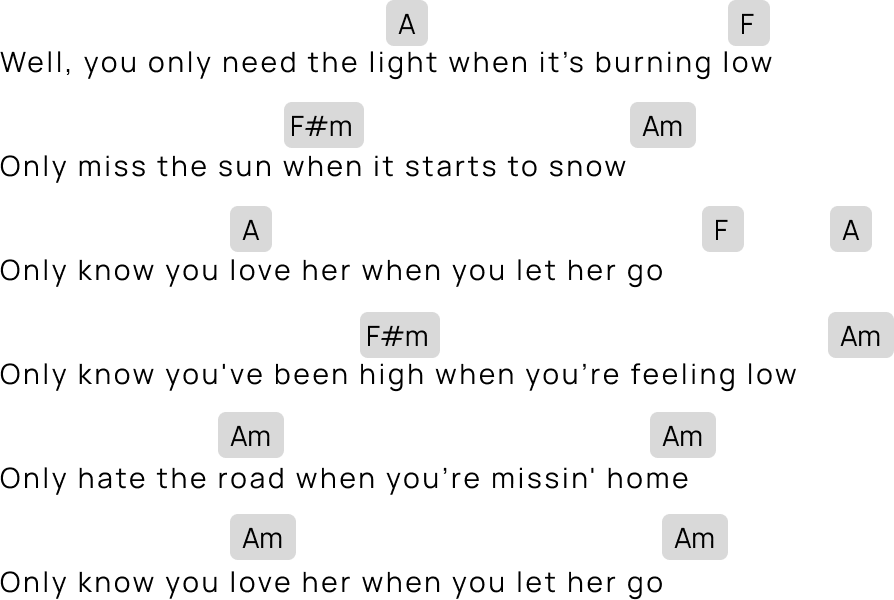 A F
Well, you only need the light when it’s burning low
F#m Am
Only miss the sun when it starts to snow
A F A
Only know you love her when you let her go
F#m Am
Only know you've been high when you’re feeling low
Am Am
Only hate the road when you’re missin' home
Am Am
Only know you love her when you let her go